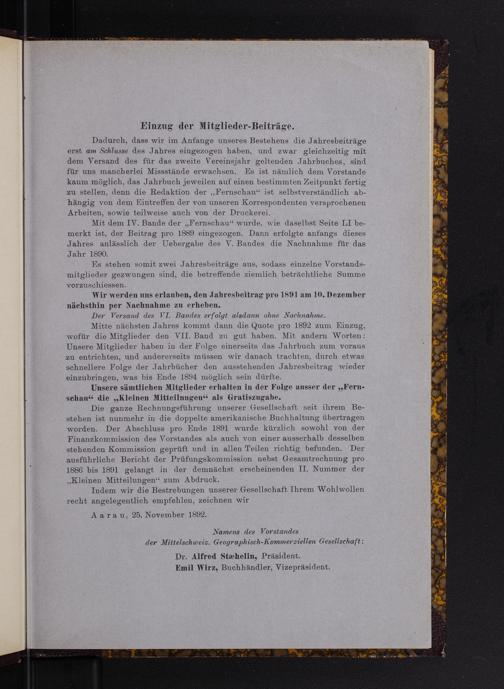 Einzug der Mitglieder-Beiträge.
Dadurch, dass wir im Anfange unseres Bestehens die Jahresbeiträge
erst am Schlusse des Jahres eingezogen haben, und zwar gleichzeitig mit
dem Versand des für das zweite Vereinsjahr geltenden Jahrbuches, sind
für uns mancherlei Missstände erwachsen. Es ist nämlich dem Vorstande
kaum möglich, das Jahrbuch jeweilen auf einen bestimmten Zeitpunkt fertig
zu stellen, denn die Redaktion der „Fernschau“ ist selbstverständlich ab-
hängig von dem Eintreffen der von unseren Korrespondenten versprochenen
Arbeiten, sowie teilweise auch von der Druckerei.
Mit dem IV. Bande der „Fernschau“ wurde, wie daselbst Seite LI be-
merkt ist, der Beitrag pro 1889 eingezogen. Dann erfolgte anfangs dieses
Jahres anlässlich der Uebergabe des V. Bandes die Nachnahme für das
Jahr 1890.
Es stehen somit zwei Jahresbeiträge aus, sodass einzelne Vorstands-
mitglieder gezwungen sind, die betreffende ziemlich beträchtliche Summe
vorzuschiessen.
Wir werden uns erlauben, den Jahresbeitrag pro 1891 am 10. Dezember
nächsthin per Nachnahme zu erheben.
Der Versand des VI. Bandes erfolgt alsdann ohne Nachnahme.
Mitte nächsten Jahres kommt dann die Quote pro 1892 zum Einzug,
wofür die Mitglieder den VII. Band zu gut haben. Mit andern Worten:
Unsere Mitglieder haben in der Folge einerseits das Jahrbuch zum voraus
zu entrichten, und andererseits müssen wir danach trachten, durch etwas
schnellere Folge der Jahrbücher den ausstehenden Jahresbeitrag wieder
einzubringen, was bis Ende 1894 möglich sein dürfte.
Unsere sämtlichen Mitglieder erhalten in der Folge ausser der „Fern-
schau“ die „Kleinen Mitteilungen“ als Gratiszugabe.
Die ganze Rechnungsführung unserer Gesellschaft seit ihrem Be-
stehen ist nunmehr in die doppelte amerikanische Buchhaltung übertragen
worden. Der Abschluss pro Ende 1891 wurde kürzlich sowohl von der
Finanzkommission des Vorstandes als auch von einer ausserhalb desselben
stehenden Kommission geprüft und in allen Teilen richtig befunden. Der
ausführliche Bericht der Prüfungskommission nebst Gesamtrechnung pro
1886 bis 1891 gelangt in der demnächst erscheinenden II. Nummer der
„Kleinen Mitteilungen“ zum Abdruck.
Indem wir die Bestrebungen unserer Gesellschaft Ihrem Wohlwollen
recht angelegentlich empfehlen, zeichnen wir
Aarau, 25. November 1892.
Namens des Vorstandes
der Mittelschweiz. Geographisch-Kommerziellen Gesellschaft:
Dr. Alfred Stæhelin, Präsident.
Emil Wirz, Buchhändler, Vizepräsident.